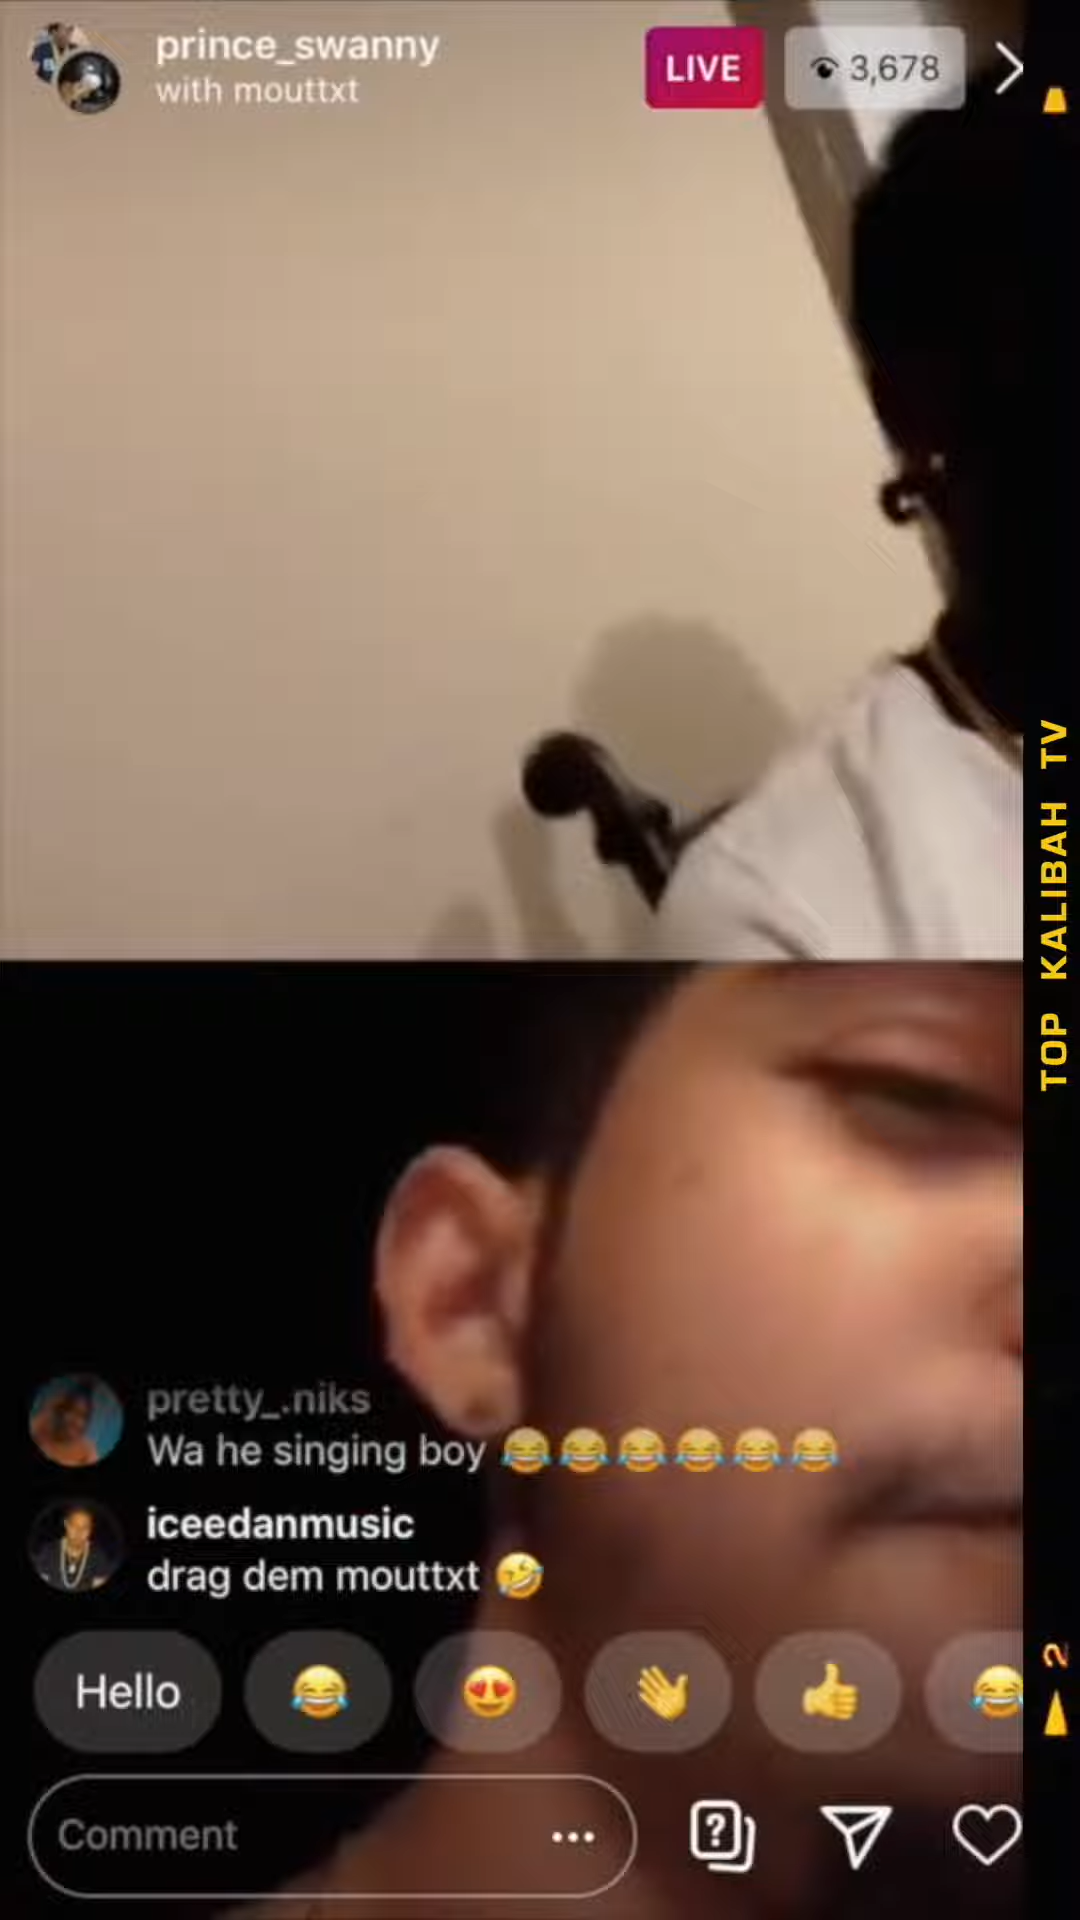 prince_swanny
with mouttxt
LIVE
3,678
pretty_.niks
Wa he singing boy 😂😂😂😂😂😂
iceedanmusic
drag dem mouttxt 🤣
Hello
Comment
TOP KALIBAH TV